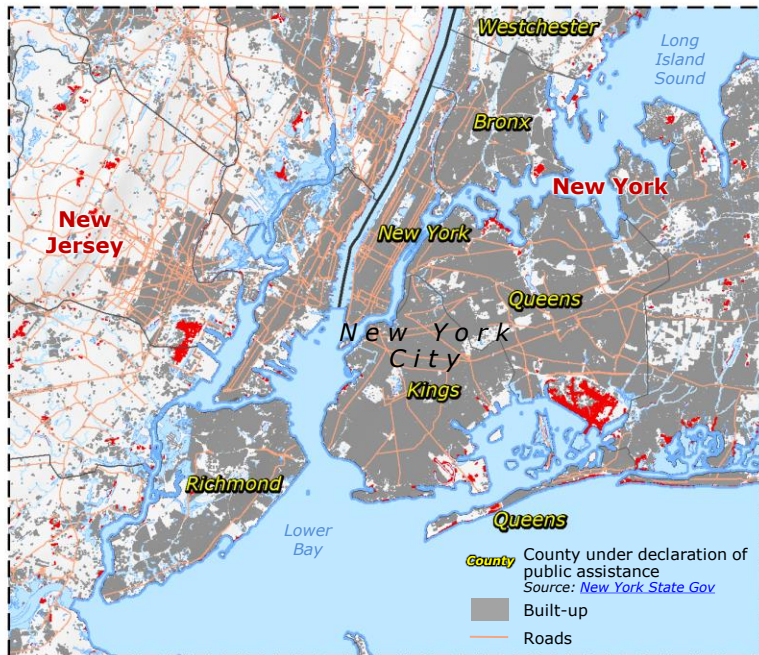 Westchester
Long
Island
Sound
Bronx
New York
New
Jersey
New York
Queens
New York
City
Kings
Richmond
Queens
Lower
Bay
County County under declaration of
public assistance
Source: New York State Gov
Built-up
Roads